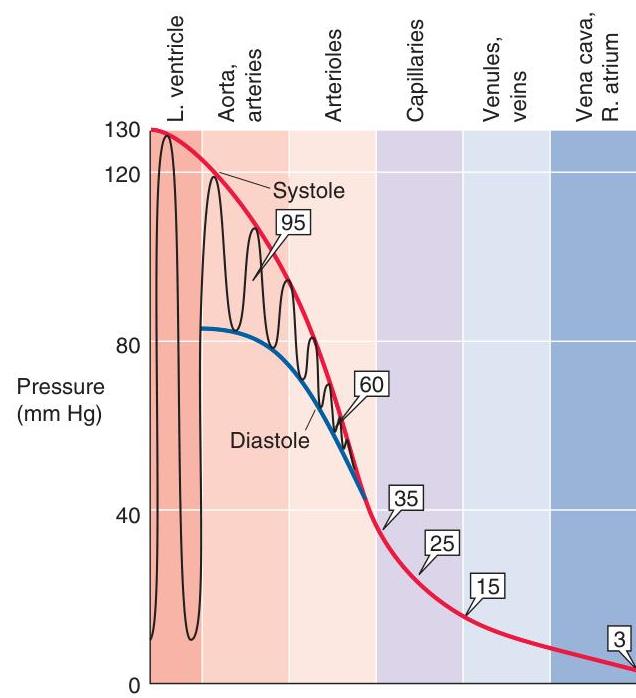 L. ventricle
Aorta,
arteries
Arterioles
Capillaries
Venules,
veins
Vena cava,
R. atrium
130
120
Systole
95
80
Pressure
(mm Hg)
60
Diastole
35
40
25
15
3
0